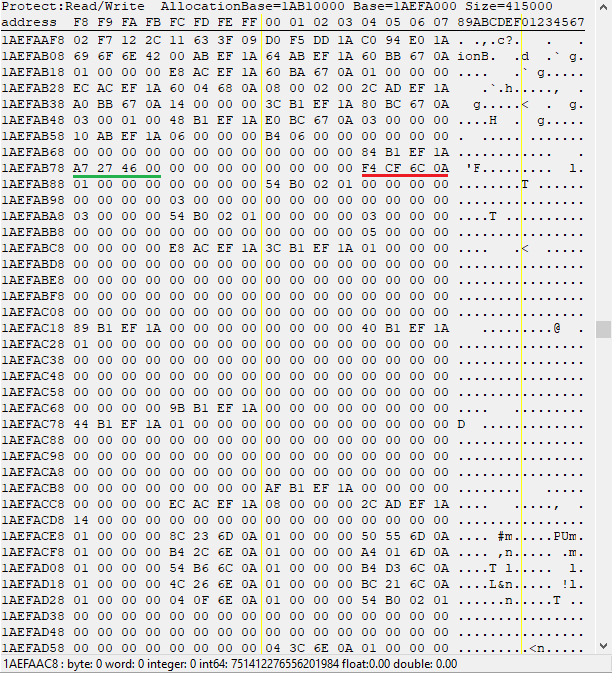 Protect:Read/Write AllocationBase=1AB10000 Base=1AEFA000 Size=415000
address F8 F9 FA FB FC FD FE FF 00 01 02 03 04 05 06 07 89ABCDEF01234567
1AEFAAF8 02 F7 12 2C 11 63 3F 09 D0 F5 DD 1A C0 94 E0 1A . .,.c?. . .
1AEFAB08 69 6F 6E 42 00 AB EF 1A 64 AB EF 1A 60 BB 67 0A ionB. .d .` g.
1AEFAB18 01 00 00 00 E8 AC EF 1A 60 BA 67 0A 01 00 00 00 .... .` g.....
1AEFAB28 EC AC EF 1A 60 04 68 0A 08 00 02 00 2C AD EF 1A .`.h....., .
1AEFAB38 A0 BB 67 0A 14 00 00 00 3C B1 EF 1A 80 BC 67 0A g.....< . g.
1AEFAB48 03 00 01 00 48 B1 EF 1A E0 BC 67 0A 03 00 00 00 ....H . g.....
1AEFAB58 10 AB EF 1A 06 00 00 00 B4 06 00 00 00 00 00 00 . .............
1AEFAB68 00 00 00 00 00 00 00 00 00 00 00 00 84 B1 EF 1A ............ .
1AEFAB78 A7 27 46 00 00 00 00 00 00 00 00 00 F4 CF 6C 0A 'F......... l.
1AEFAB88 01 00 00 00 00 00 00 00 54 B0 02 01 00 00 00 00 ........T ......
1AEFAB98 00 00 00 00 03 00 00 00 00 00 00 00 00 00 00 00 ................
1AEFABA8 03 00 00 00 54 B0 02 01 00 00 00 00 03 00 00 00 ....T ..........
1AEFABB8 00 00 00 00 00 00 00 00 00 00 00 00 05 00 00 00 ................
1AEFABC8 00 00 00 00 E8 AC EF 1A 3C B1 EF 1A 01 00 00 00 .... .< .....
1AEFABD8 00 00 00 00 00 00 00 00 00 00 00 00 00 00 00 00 ................
1AEFABE8 00 00 00 00 00 00 00 00 00 00 00 00 00 00 00 00 ................
1AEFABF8 00 00 00 00 00 00 00 00 00 00 00 00 00 00 00 00 ................
1AEFAC08 00 00 00 00 00 00 00 00 00 00 00 00 00 00 00 00 ................
1AEFAC18 89 B1 EF 1A 00 00 00 00 00 00 00 00 40 B1 EF 1A .........@ .
1AEFAC28 01 00 00 00 00 00 00 00 00 00 00 00 00 00 00 00 ................
1AEFAC38 00 00 00 00 00 00 00 00 00 00 00 00 00 00 00 00 ................
1AEFAC48 00 00 00 00 00 00 00 00 00 00 00 00 00 00 00 00 ................
1AEFAC58 00 00 00 00 00 00 00 00 00 00 00 00 00 00 00 00 ................
1AEFAC68 00 00 00 00 9B B1 EF 1A 00 00 00 00 00 00 00 00 .... .........
1AEFAC78 44 B1 EF 1A 01 00 00 00 00 00 00 00 00 00 00 00 D .............
1AEFAC88 00 00 00 00 00 00 00 00 00 00 00 00 00 00 00 00 ................
1AEFAC98 00 00 00 00 00 00 00 00 00 00 00 00 00 00 00 00 ................
1AEFACA8 00 00 00 00 00 00 00 00 00 00 00 00 00 00 00 00 ................
1AEFACB8 00 00 00 00 00 00 00 00 AF B1 EF 1A 00 00 00 00 ........ .....
1AEFACC8 00 00 00 00 EC AC EF 1A 08 00 00 00 2C AD EF 1A .... ....., .
1AEFACD8 14 00 00 00 00 00 00 00 00 00 00 00 00 00 00 00 ................
1AEFACE8 01 00 00 00 8C 23 6D 0A 01 00 00 00 50 55 6D 0A .... #m.....PUm.
1AEFACF8 01 00 00 00 B4 2C 6E 0A 01 00 00 00 A4 01 6D 0A .... ,n..... .m.
1AEFAD08 01 00 00 00 54 B6 6C 0A 01 00 00 00 B4 D3 6C 0A ....T l..... l.
1AEFAD18 01 00 00 00 4C 26 6E 0A 01 00 00 00 BC 21 6C 0A ....L&n..... !l.
1AEFAD28 01 00 00 00 04 0F 6E 0A 01 00 00 00 54 B0 02 01 ......n.....T ..
1AEFAD38 00 00 00 00 00 00 00 00 00 00 00 00 00 00 00 00 ................
1AEFAD48 00 00 00 00 00 00 00 00 00 00 00 00 00 00 00 00 ................
1AEFAD58 00 00 00 00 00 00 00 00 04 3C 6E 0A 01 00 00 00 .........<n.....
1AEFAAC8 : byte: 0 word: 0 integer: 0 int64: 751412276556201984 float:0.00 double: 0.00